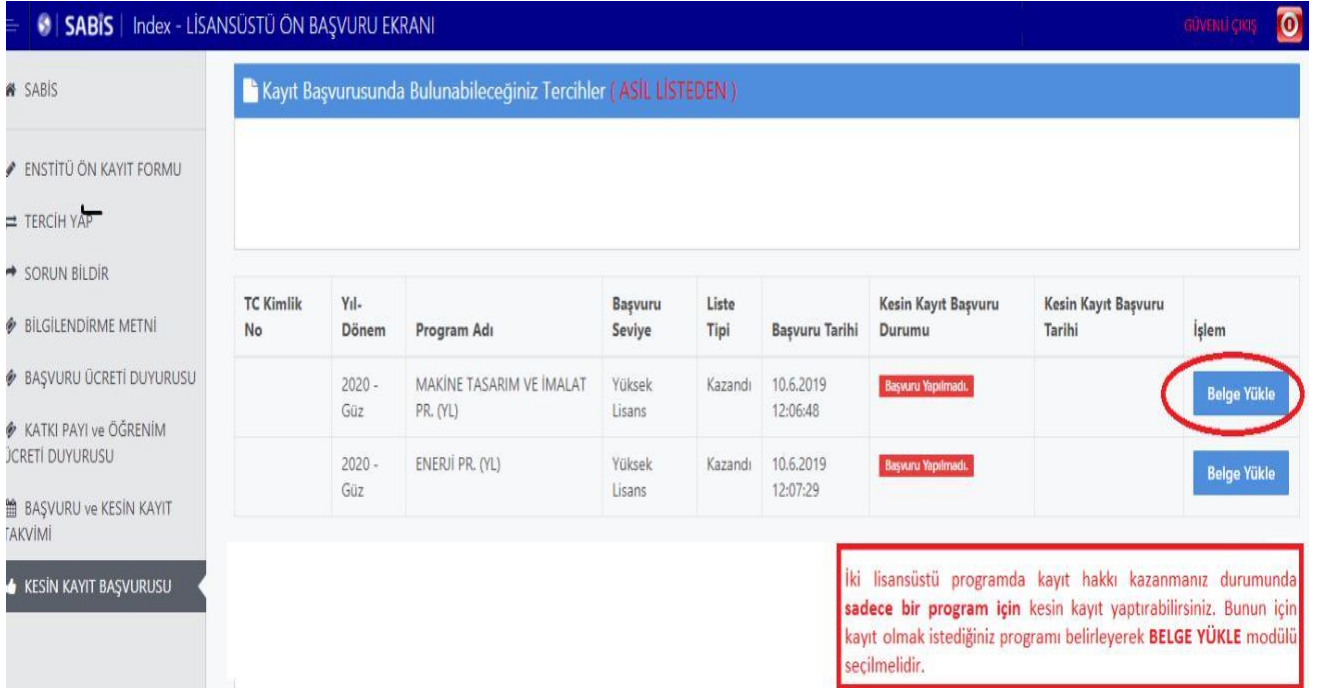 SABİS | Index - LİSANSÜSTÜ ÖN BAŞVURU EKRANI
GÜVENLİ ÇIKIŞ
SABİS
ENSTİTÜ ÖN KAYIT FORMU
TERCİH YAP
SORUN BİLDİR
BİLGİLENDİRME METNİ
BAŞVURU ÜCRETİ DUYURUSU
KATKI PAYI ve ÖĞRENİM
ÜCRETİ DUYURUSU
BAŞVURU ve KESİN KAYIT
TAKVİMİ
KESİN KAYIT BAŞVURUSU
Kayıt Başvurusunda Bulunabileceğiniz Tercihler ( ASİL LİSTEDEN )
TC Kimlik No | Yıl-Dönem | Program Adı | Başvuru Seviye | Liste Tipi | Başvuru Tarihi | Kesin Kayıt Başvuru Durumu | Kesin Kayıt Başvuru Tarihi | İşlem
2020 - Güz | MAKİNE TASARIM VE İMALAT PR. (YL) | Yüksek Lisans | Kazandı | 10.6.2019 12:06:48 | Başvuru Yapılmadı. | Belge Yükle
2020 - Güz | ENERJİ PR. (YL) | Yüksek Lisans | Kazandı | 10.6.2019 12:07:29 | Başvuru Yapılmadı. | Belge Yükle
İki lisansüstü programda kayıt hakkı kazanmanız durumunda
sadece bir program için kesin kayıt yaptırabilirsiniz. Bunun için
kayıt olmak istediğiniz programı belirleyerek BELGE YÜKLE modülü
seçilmelidir.